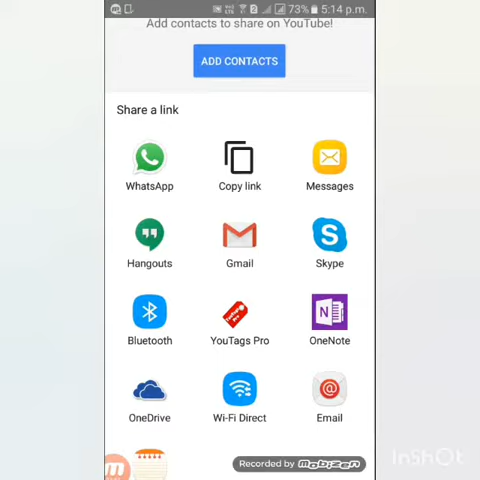 73% 5:14 p.m.
Add contacts to share on YouTube!
ADD CONTACTS
Share a link
WhatsApp Copy link Messages
Hangouts Gmail Skype
Bluetooth YouTags Pro OneNote
OneDrive Wi-Fi Direct Email
Recorded by MOBIZEN
InShOt